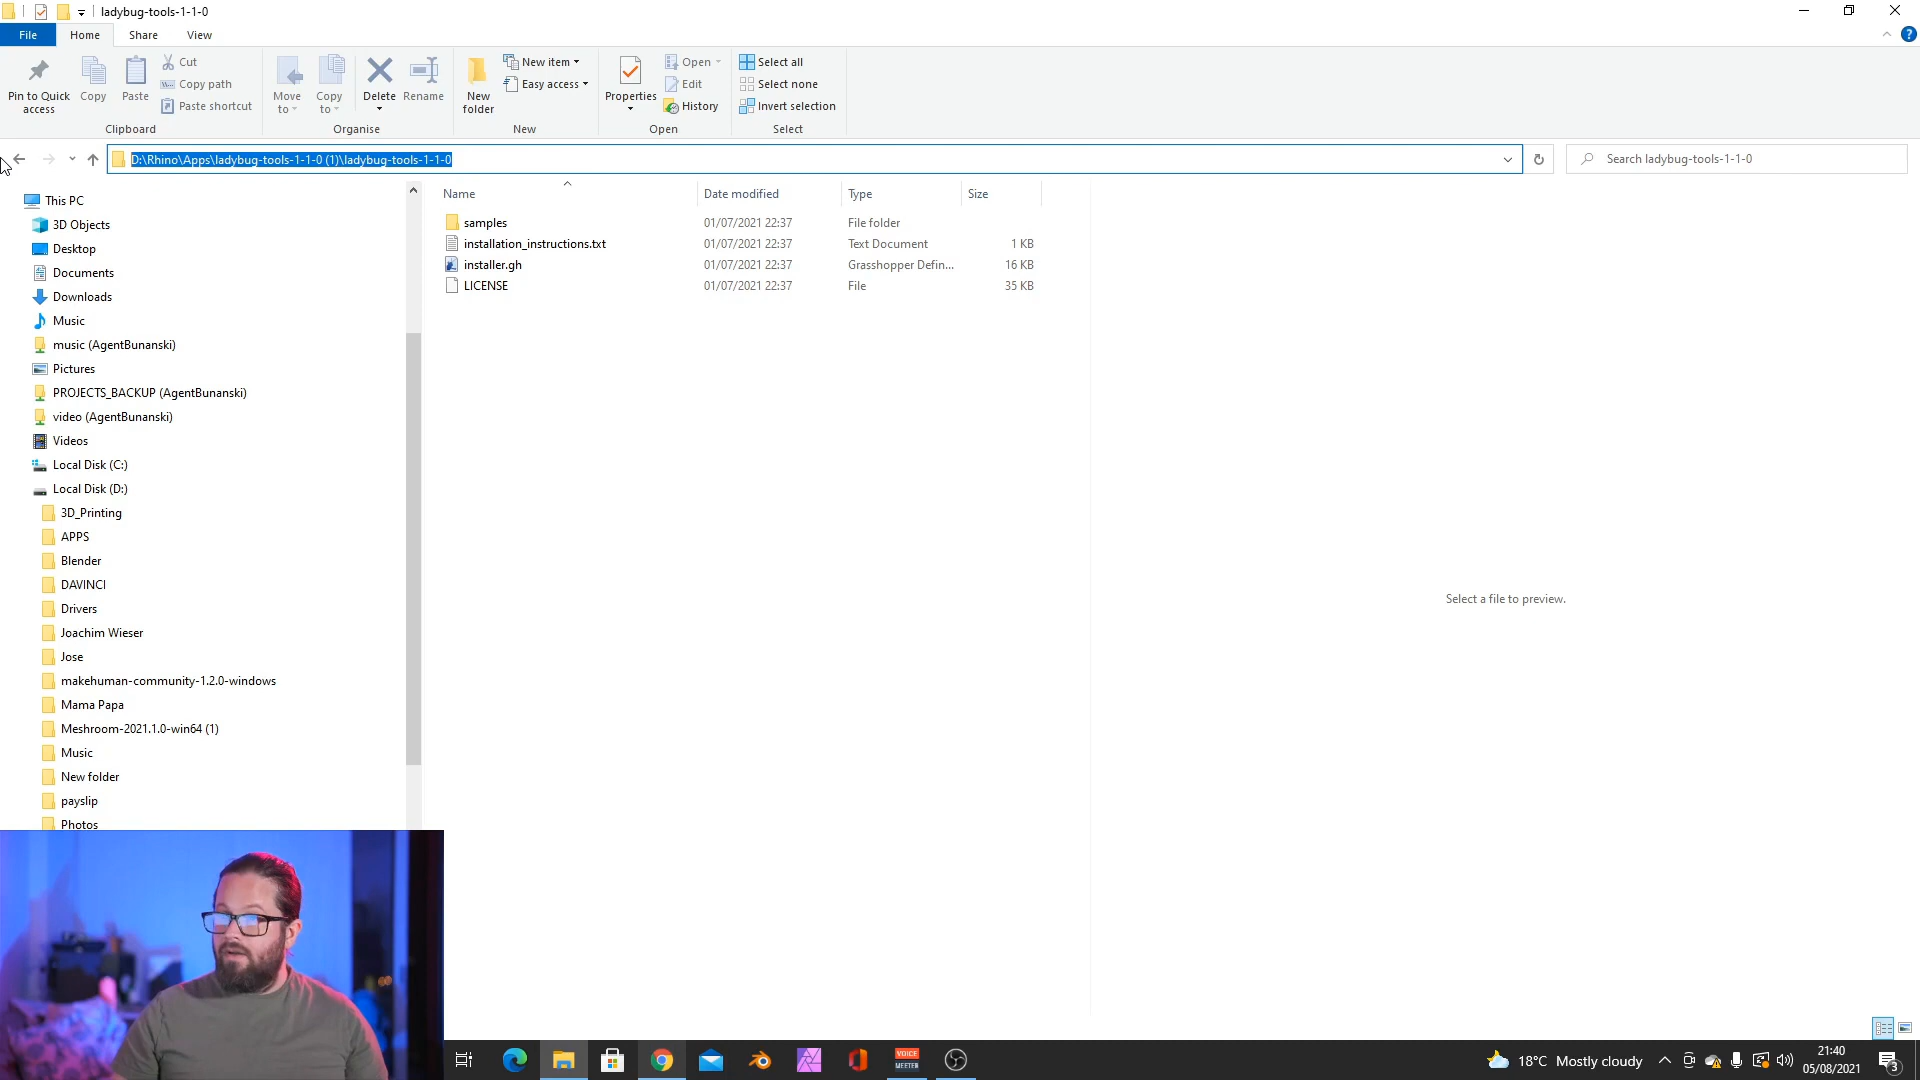 ladybug-tools-1-1-0
File Home Share View
Pin to Quick access
Copy
Paste
Cut
Copy path
Paste shortcut
Clipboard
Move to
Copy to
Delete
Rename
Organise
New folder
New item
Easy access
New
Properties
Open
Edit
History
Open
Select all
Select none
Invert selection
Select
D:\Rhino\Apps\ladybug-tools-1-1-0 (1)\ladybug-tools-1-1-0
Search ladybug-tools-1-1-0
This PC
3D Objects
Desktop
Documents
Downloads
Music
music (AgentBunanski)
Pictures
PROJECTS_BACKUP (AgentBunanski)
video (AgentBunanski)
Videos
Local Disk (C:)
Local Disk (D:)
3D_Printing
APPS
Blender
DAVINCI
Drivers
Joachim Wieser
Jose
makehuman-community-1.2.0-windows
Mama Papa
Meshroom-2021.1.0-win64 (1)
Music
New folder
payslip
Photos
Name Date modified Type Size
samples 01/07/2021 22:37 File folder
installation_instructions.txt 01/07/2021 22:37 Text Document 1 KB
installer.gh 01/07/2021 22:37 Grasshopper Defin... 16 KB
LICENSE 01/07/2021 22:37 File 35 KB
Select a file to preview.
VOICE
MEETER
18°C Mostly cloudy
21:40
05/08/2021
3